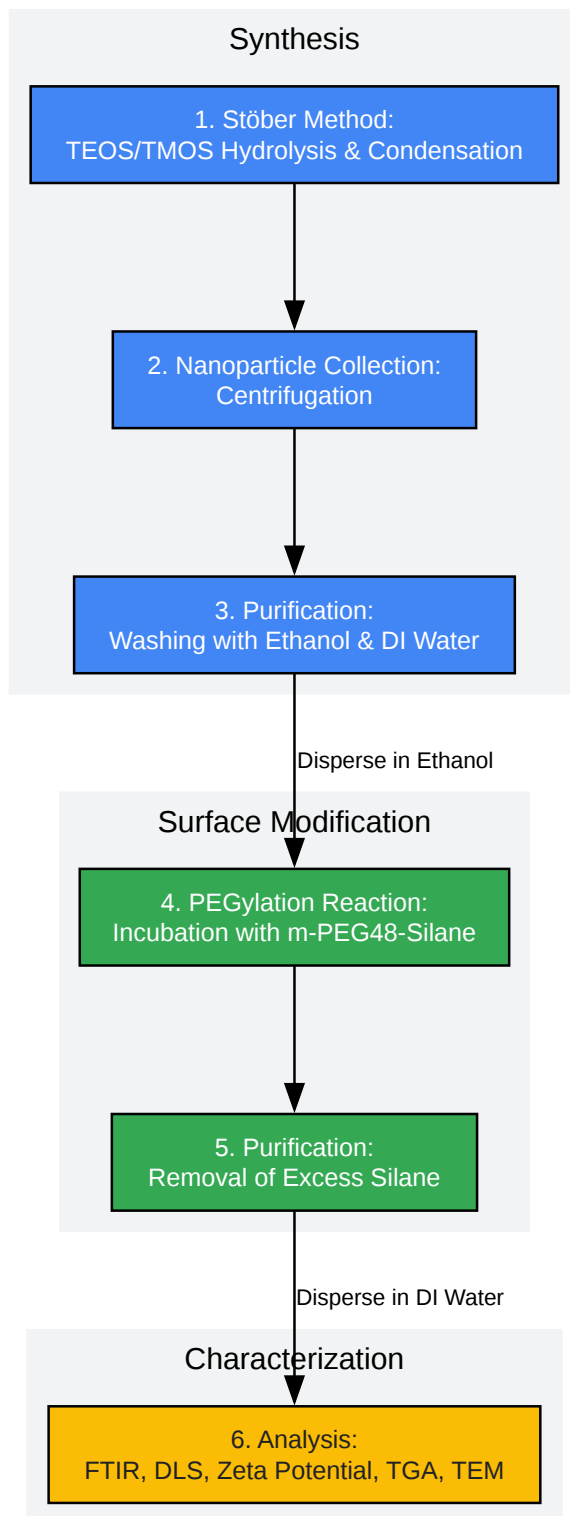 Synthesis
1. Stöber Method:
TEOS/TMOS Hydrolysis & Condensation
2. Nanoparticle Collection:
Centrifugation
3. Purification:
Washing with Ethanol & DI Water
Disperse in Ethanol
Surface Modification
4. PEGylation Reaction:
Incubation with m-PEG48-Silane
5. Purification:
Removal of Excess Silane
Disperse in DI Water
Characterization
6. Analysis:
FTIR, DLS, Zeta Potential, TGA, TEM